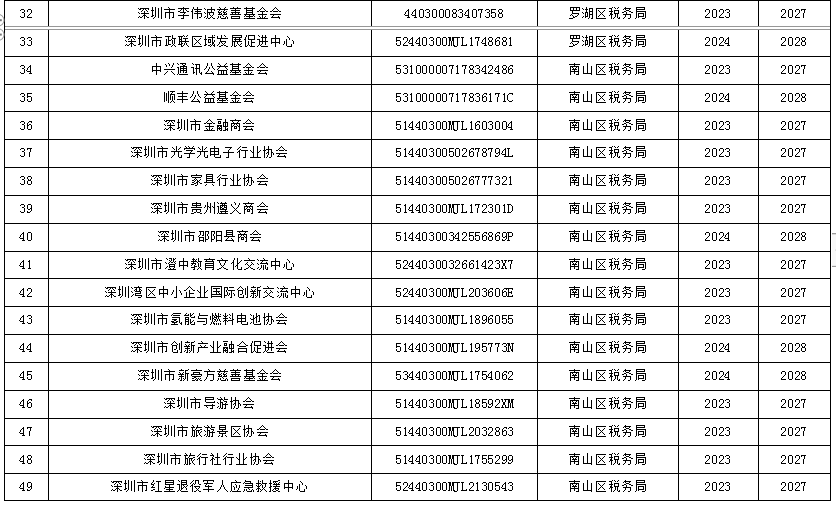 32 深圳市李伟波慈善基金会 440300083407358 罗湖区税务局 2023 2027
33 深圳市政联区域发展促进中心 52440300MJL1748681 罗湖区税务局 2024 2028
34 中兴通讯公益基金会 531000007178342486 南山区税务局 2023 2027
35 顺丰公益基金会 53100000717836171C 南山区税务局 2024 2028
36 深圳市金融商会 51440300MJL1603004 南山区税务局 2023 2027
37 深圳市光学光电子行业协会 51440300502678794L 南山区税务局 2023 2027
38 深圳市家具行业协会 514403005026777321 南山区税务局 2023 2027
39 深圳市贵州遵义商会 51440300MJL172301D 南山区税务局 2023 2027
40 深圳市邵阳县商会 51440300342556869P 南山区税务局 2024 2028
41 深圳市澄中教育文化交流中心 5244030032661423X7 南山区税务局 2023 2027
42 深圳湾区中小企业国际创新交流中心 52440300MJL203606E 南山区税务局 2023 2027
43 深圳市氢能与燃料电池协会 51440300MJL1896055 南山区税务局 2023 2027
44 深圳市创新产业融合促进会 51440300MJL195773N 南山区税务局 2024 2028
45 深圳市新豪方慈善基金会 53440300MJL1754062 南山区税务局 2024 2028
46 深圳市导游协会 51440300MJL18592XM 南山区税务局 2023 2027
47 深圳市旅游景区协会 51440300MJL2032863 南山区税务局 2023 2027
48 深圳市旅行社行业协会 51440300MJL1755299 南山区税务局 2023 2027
49 深圳市红星退役军人应急救援中心 52440300MJL2130543 南山区税务局 2023 2027